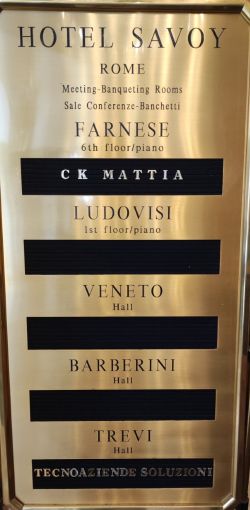 HOTEL SAVOY
ROME
Meeting-Banqueting Rooms
Sale Conferenze-Banchetti
FARNESE
6th floor/piano
CK MATTIA
LUDOVISI
1st floor/piano
VENETO
Hall
BARBERINI
Hall
TREVI
Hall
TECNOAZIENDE SOLUZIONI